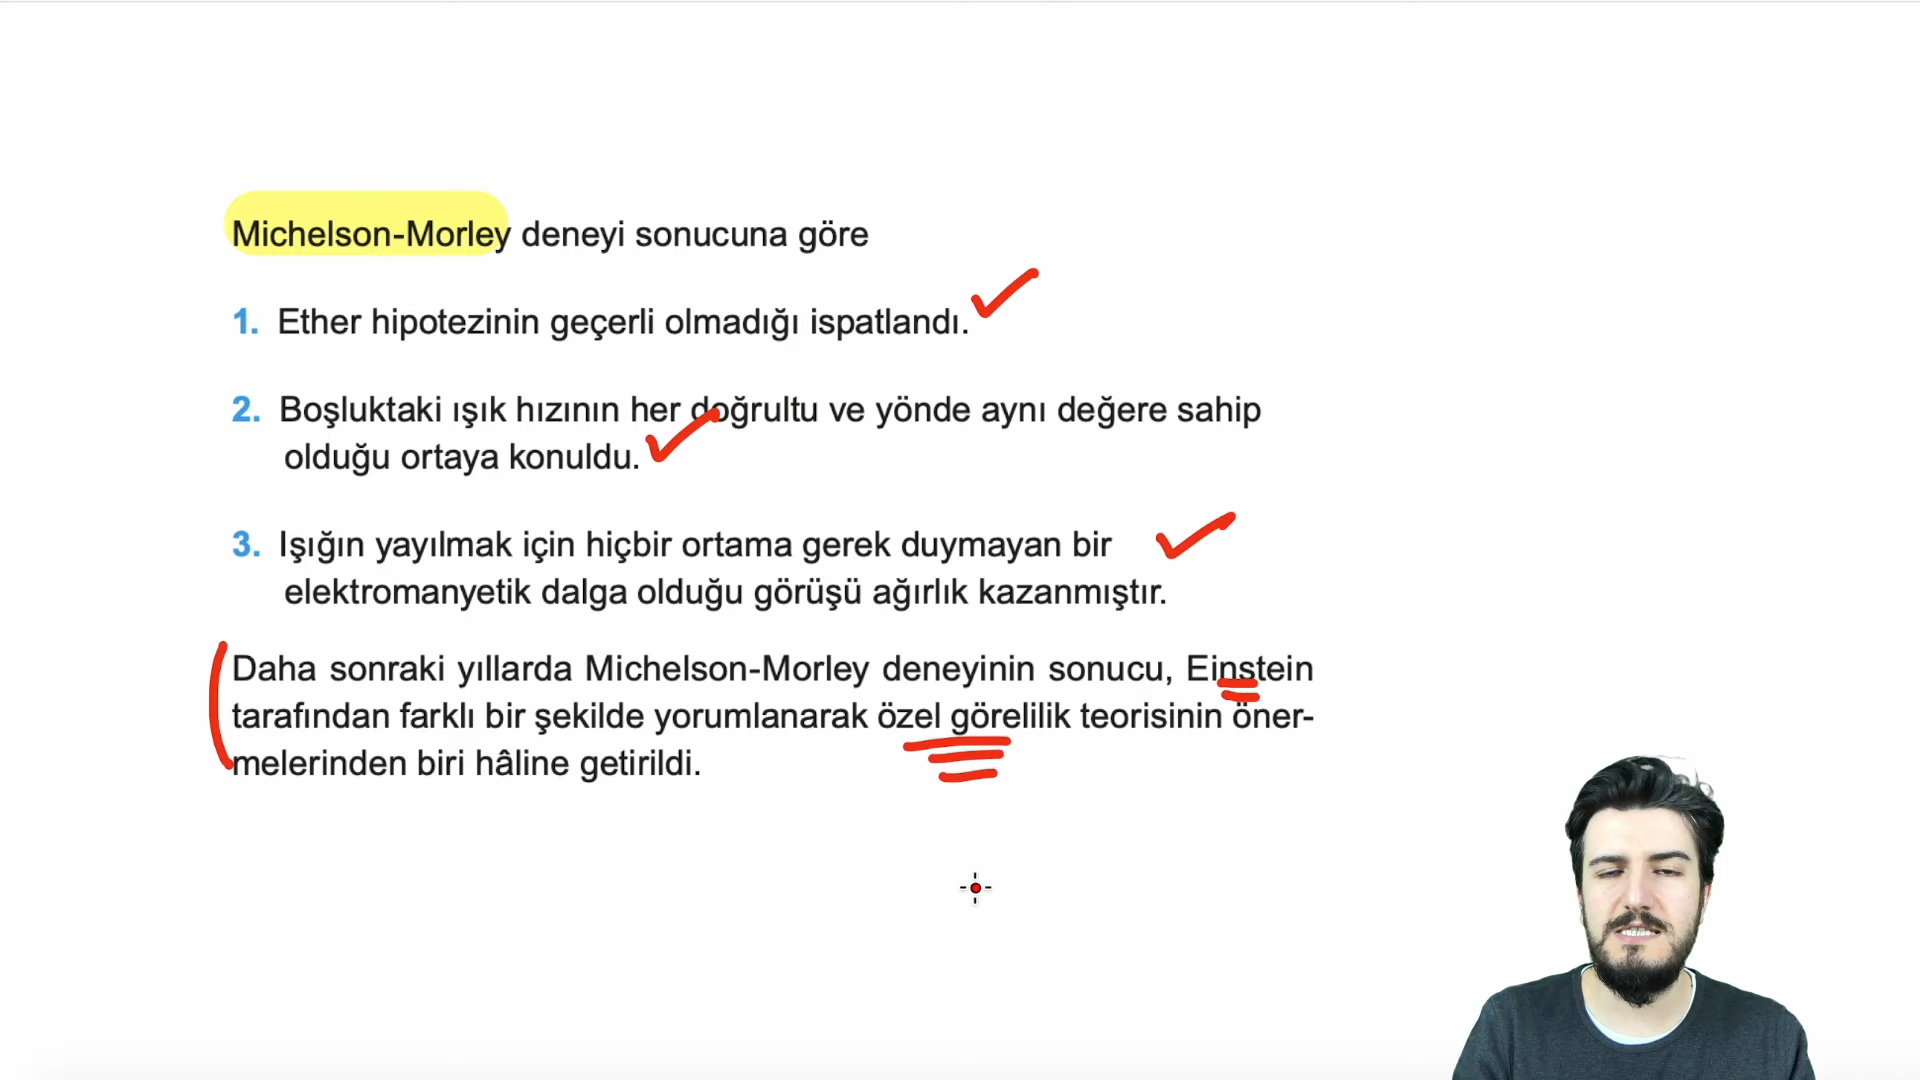 Michelson-Morley deneyi sonucuna göre
1. Ether hipotezinin geçerli olmadığı ispatlandı.
2. Boşluktaki ışık hızının her doğrultu ve yönde aynı değere sahip
olduğu ortaya konuldu.
3. Işığın yayılmak için hiçbir ortama gerek duymayan bir
elektromanyetik dalga olduğu görüşü ağırlık kazanmıştır.
Daha sonraki yıllarda Michelson-Morley deneyinin sonucu, Einstein
tarafından farklı bir şekilde yorumlanarak özel görelilik teorisinin öner-
melerinden biri hâline getirildi.